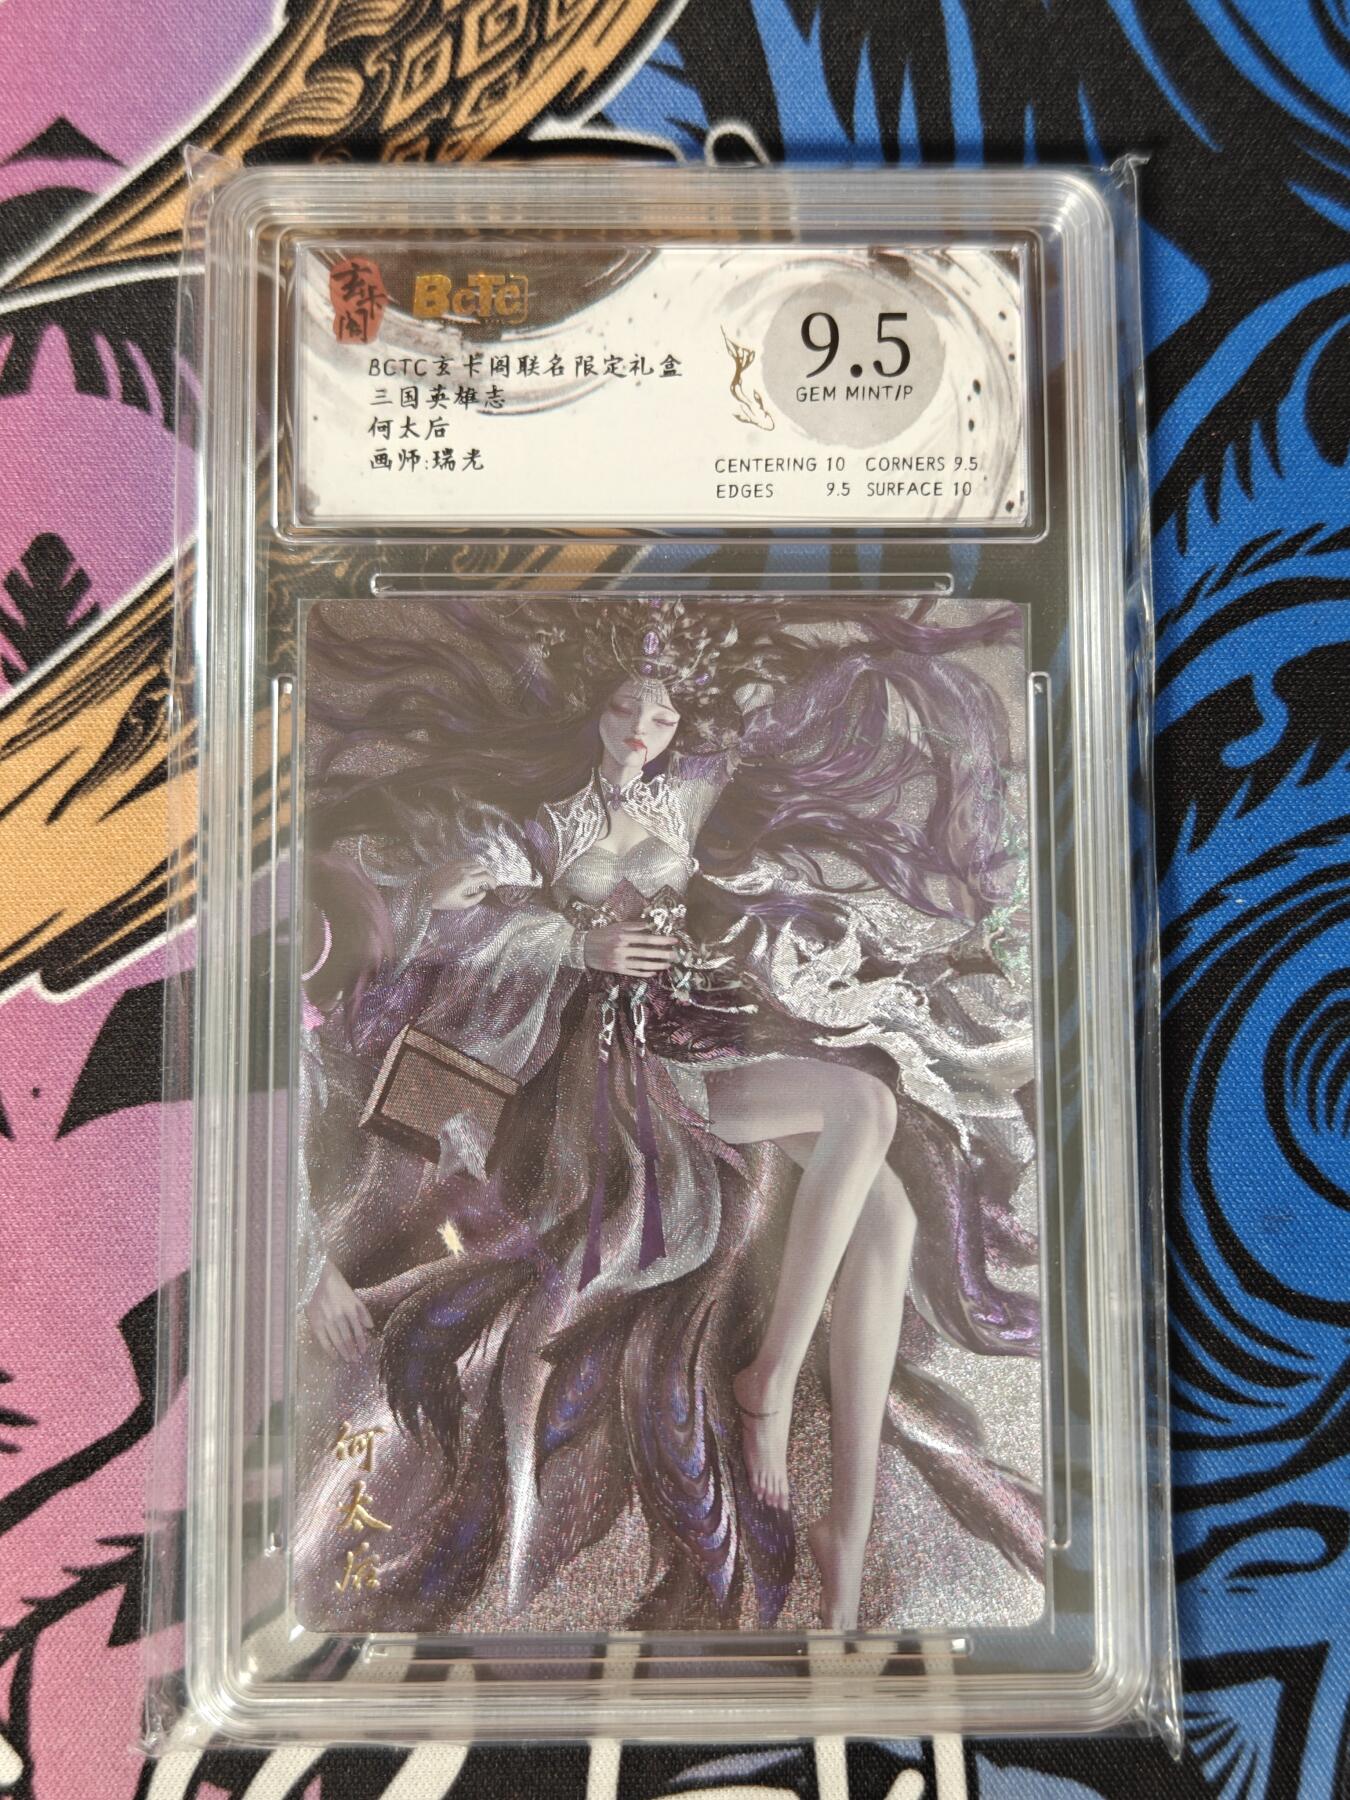 玄卡阁
BCTC
BCTC玄卡阁联名限定礼盒
三国英雄志
何太后
画师:瑞光
9.5
GEM MINT/P
CENTERING 10 CORNERS 9.5
EDGES 9.5 SURFACE 10
何太后